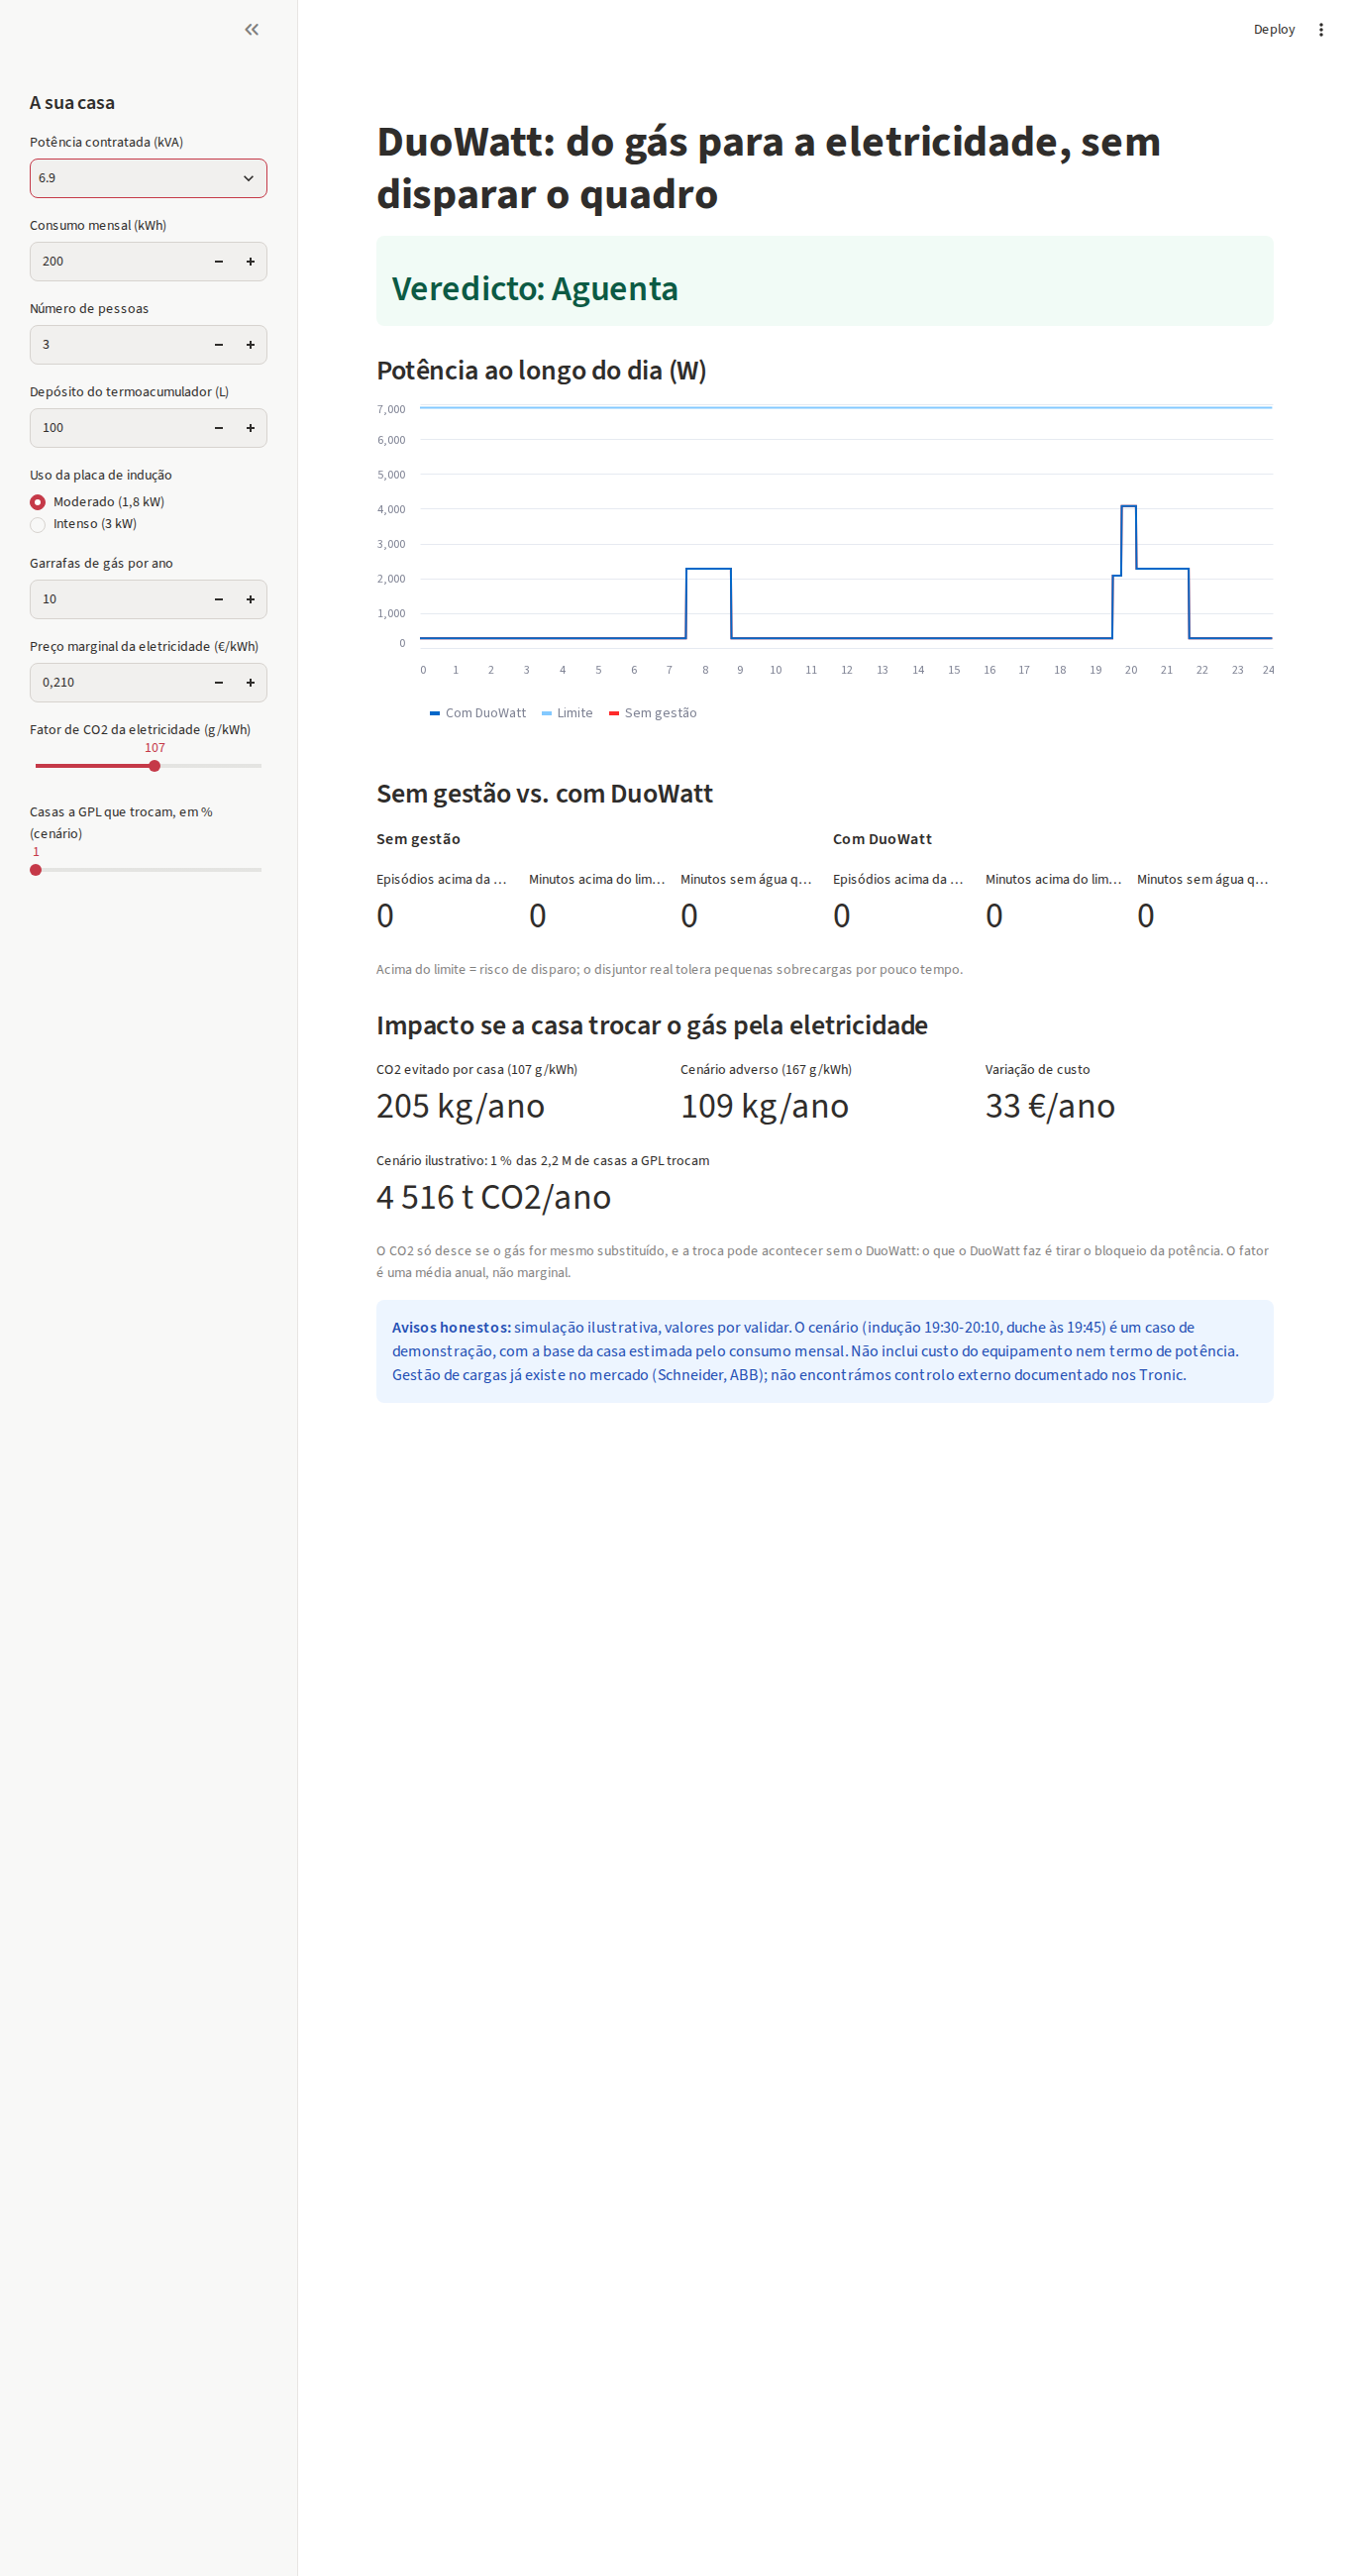 Deploy
A sua casa
Potência contratada (kVA)
6.9
Consumo mensal (kWh)
200
Número de pessoas
3
Depósito do termoacumulador (L)
100
Uso da placa de indução
Moderado (1,8 kW)
Intenso (3 kW)
Garrafas de gás por ano
10
Preço marginal da eletricidade (€/kWh)
0,210
Fator de CO2 da eletricidade (g/kWh)
107
Casas a GPL que trocam, em %
(cenário)
1
DuoWatt: do gás para a eletricidade, sem
disparar o quadro
Veredicto: Aguenta
Potência ao longo do dia (W)
7,000
6,000
5,000
4,000
3,000
2,000
1,000
0
0 1 2 3 4 5 6 7 8 9 10 11 12 13 14 15 16 17 18 19 20 21 22 23 24
Com DuoWatt Limite Sem gestão
Sem gestão vs. com DuoWatt
Sem gestão Com DuoWatt
Episódios acima da … Minutos acima do lim… Minutos sem água q… Episódios acima da … Minutos acima do lim… Minutos sem água q…
0 0 0 0 0 0
Acima do limite = risco de disparo; o disjuntor real tolera pequenas sobrecargas por pouco tempo.
Impacto se a casa trocar o gás pela eletricidade
CO2 evitado por casa (107 g/kWh) Cenário adverso (167 g/kWh) Variação de custo
205 kg/ano 109 kg/ano 33 €/ano
Cenário ilustrativo: 1 % das 2,2 M de casas a GPL trocam
4 516 t CO2/ano
O CO2 só desce se o gás for mesmo substituído, e a troca pode acontecer sem o DuoWatt: o que o DuoWatt faz é tirar o bloqueio da potência. O fator
é uma média anual, não marginal.
Avisos honestos: simulação ilustrativa, valores por validar. O cenário (indução 19:30-20:10, duche às 19:45) é um caso de
demonstração, com a base da casa estimada pelo consumo mensal. Não inclui custo do equipamento nem termo de potência.
Gestão de cargas já existe no mercado (Schneider, ABB); não encontrámos controlo externo documentado nos Tronic.